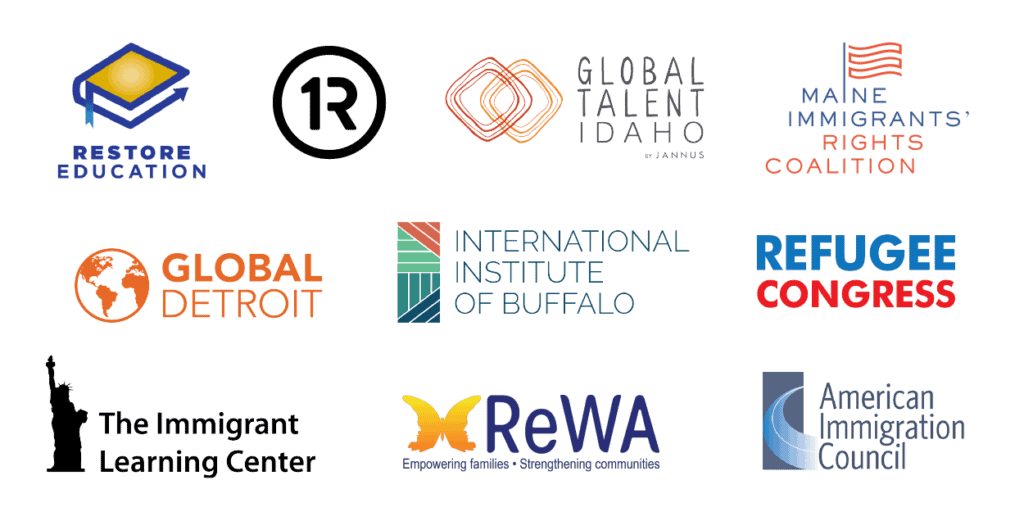 RESTORE
EDUCATION
1R
GLOBAL
TALENT
IDAHO
BY JANNUS
MAINE
IMMIGRANTS'
RIGHTS
COALITION
GLOBAL
DETROIT
INTERNATIONAL
INSTITUTE
OF BUFFALO
REFUGEE
CONGRESS
The Immigrant
Learning Center
ReWA
Empowering families • Strengthening communities
American
Immigration
Council